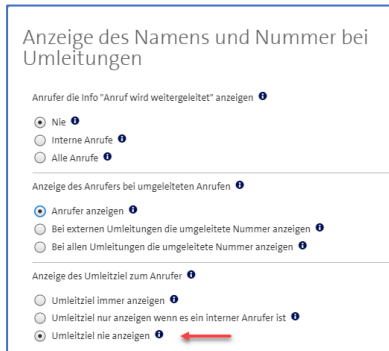 Anzeige des Namens und Nummer bei
Umleitungen
Anrufer die Info "Anruf wird weitergeleitet" anzeigen
Nie
Interne Anrufe
Alle Anrufe
Anzeige des Anrufers bei umgeleiteten Anrufen
Anrufer anzeigen
Bei externen Umleitungen die umgeleitete Nummer anzeigen
Bei allen Umleitungen die umgeleitete Nummer anzeigen
Anzeige des Umleitziel zum Anrufer
Umleitziel immer anzeigen
Umleitziel nur anzeigen wenn es ein interner Anrufer ist
Umleitziel nie anzeigen